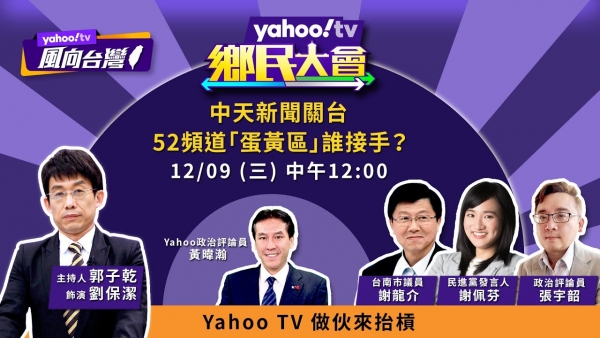 yahoo!tv
風向台灣
yahoo!tv
鄉民大會
中天新聞關台
52頻道「蛋黃區」誰接手?
12/09 (三) 中午12:00
主持人 郭子乾
飾演 劉保潔
Yahoo政治評論員
黃暐瀚
台南市議員
謝龍介
民進黨發言人
謝佩芬
政治評論員
張宇韶
Yahoo TV 做伙來抬槓